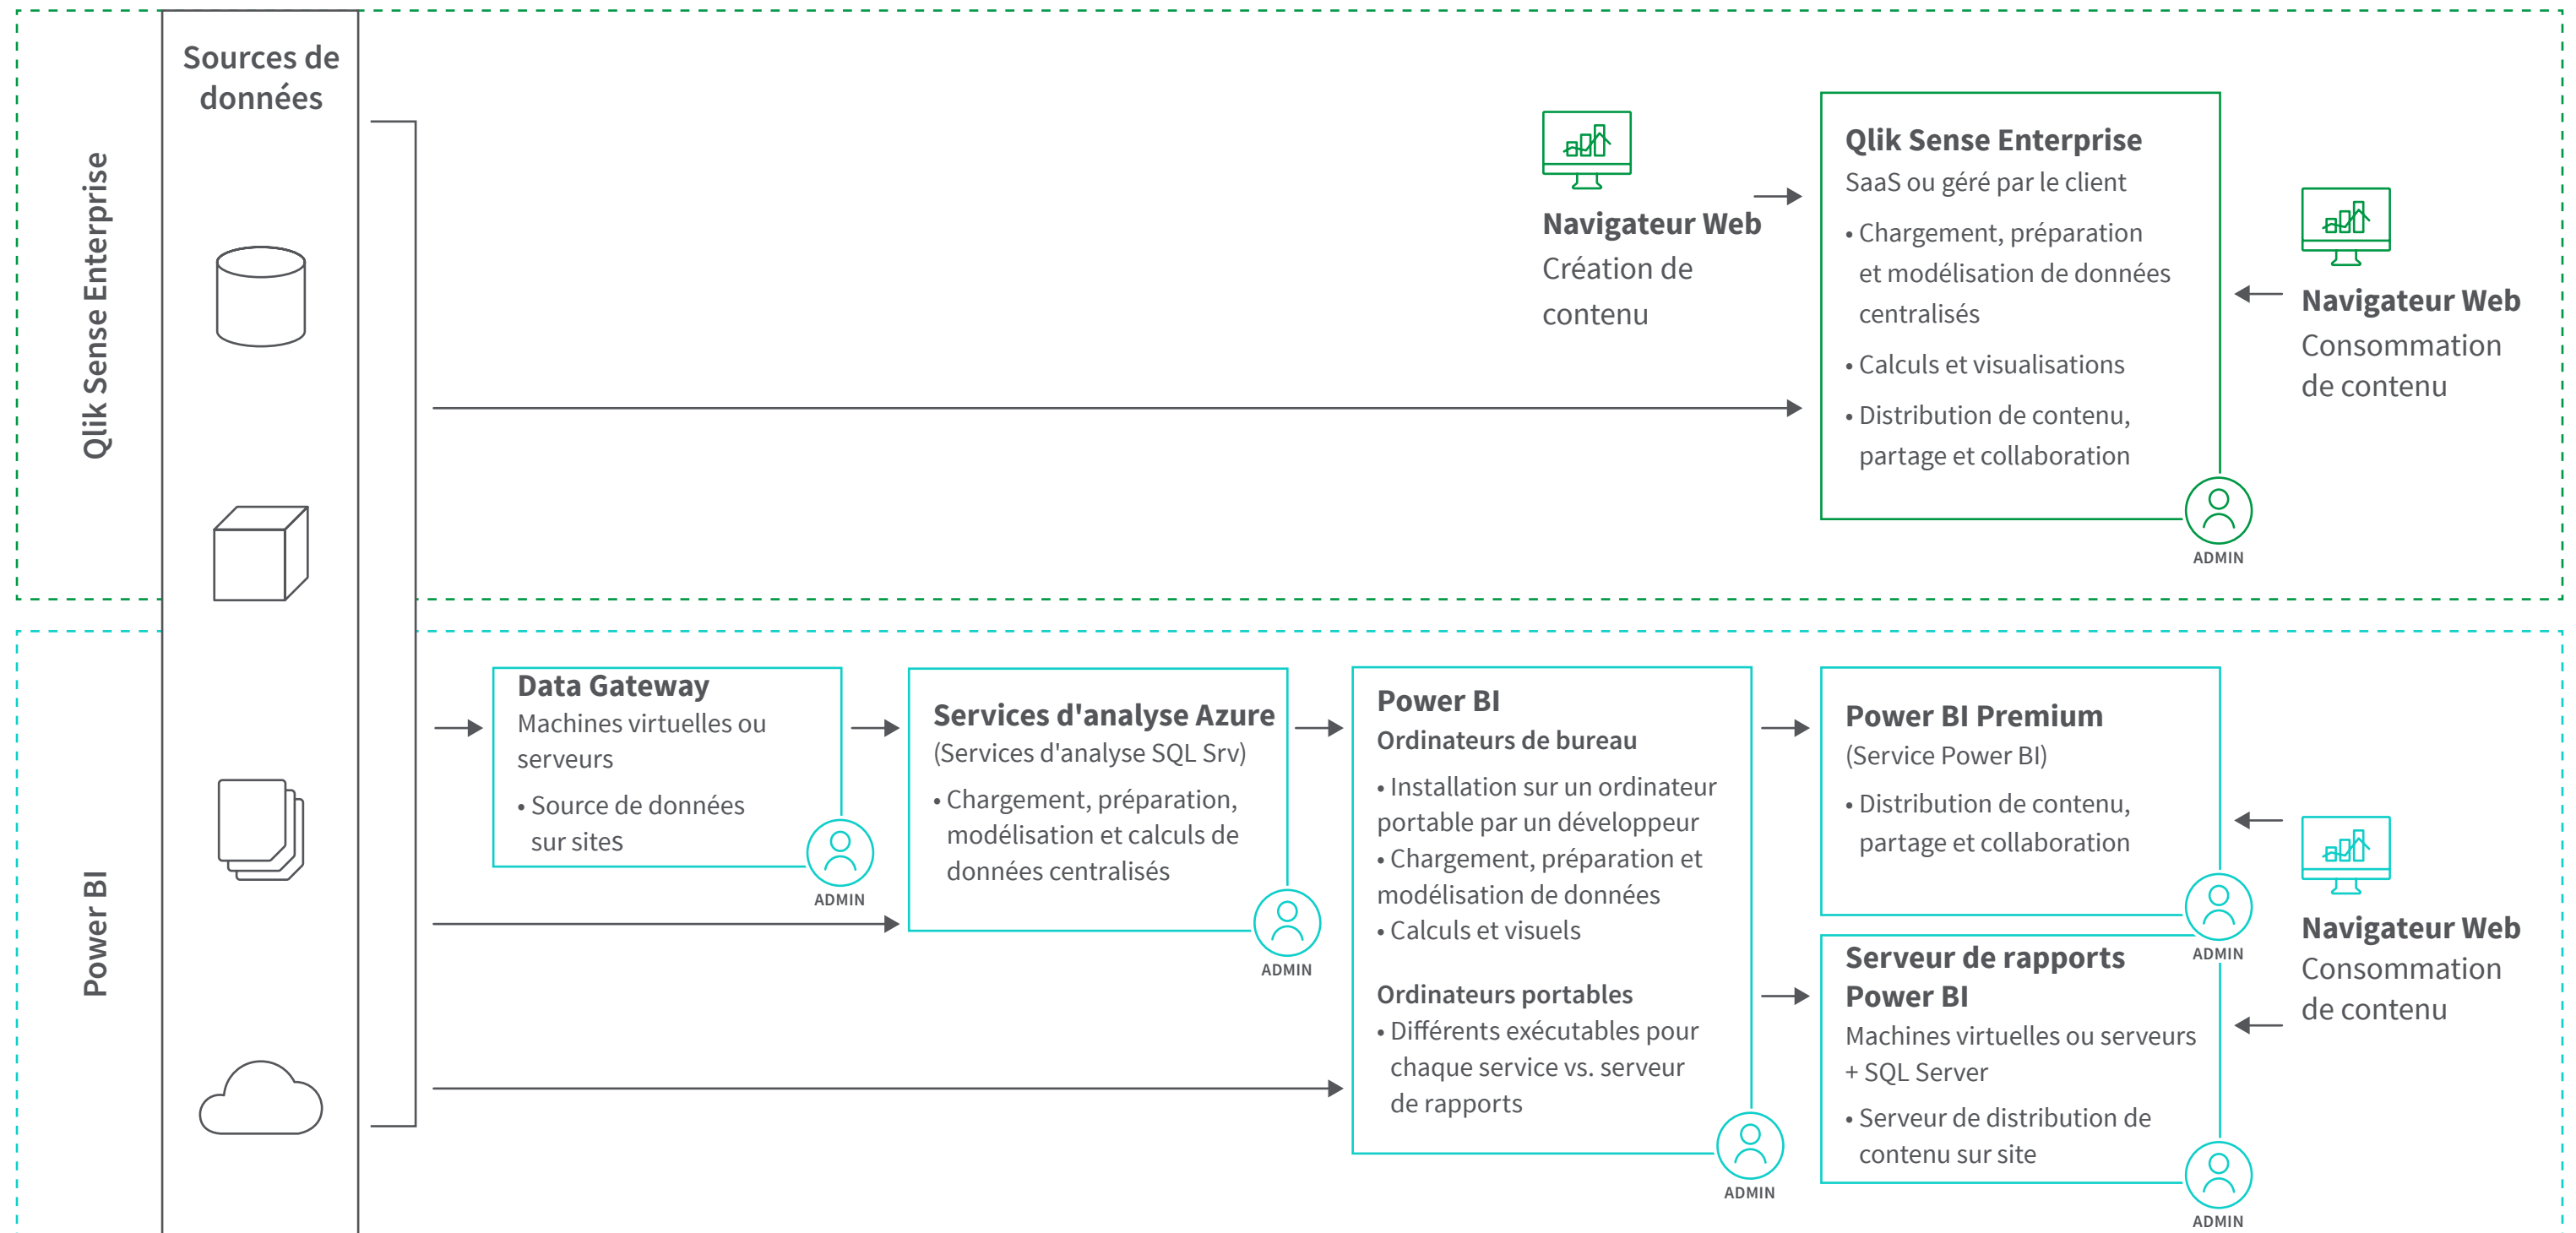 Qlik Sense Enterprise
Sources de
données
Navigateur Web
Création de
contenu
Qlik Sense Enterprise
SaaS ou géré par le client
• Chargement, préparation
et modélisation de données
centralisés
• Calculs et visualisations
• Distribution de contenu,
partage et collaboration
ADMIN
Navigateur Web
Consommation
de contenu
Power BI
Data Gateway
Machines virtuelles ou
serveurs
• Source de données
sur sites
ADMIN
Services d'analyse Azure
(Services d'analyse SQL Srv)
• Chargement, préparation,
modélisation et calculs de
données centralisés
ADMIN
Power BI
Ordinateurs de bureau
• Installation sur un ordinateur
portable par un développeur
• Chargement, préparation et
modélisation de données
• Calculs et visuels
Ordinateurs portables
• Différents exécutables pour
chaque service vs. serveur
de rapports
ADMIN
Power BI Premium
(Service Power BI)
• Distribution de contenu,
partage et collaboration
ADMIN
Serveur de rapports
Power BI
Machines virtuelles ou serveurs
+ SQL Server
• Serveur de distribution de
contenu sur site
ADMIN
Navigateur Web
Consommation
de contenu